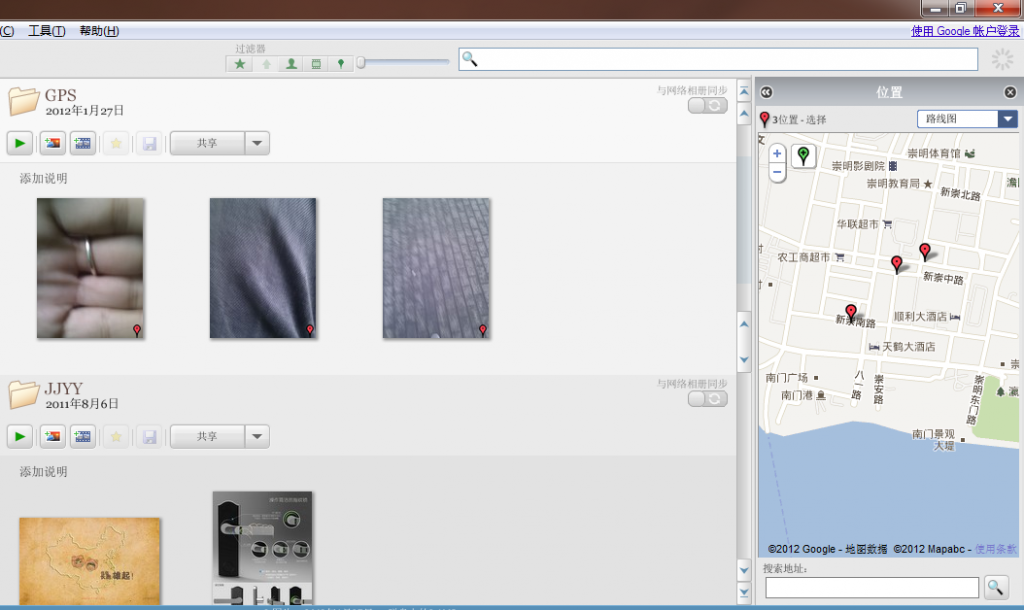 (C) 工具(T) 帮助(H)
使用 Google 帐户登录
过滤器
GPS
2012年1月27日
与网络相册同步
共享
添加说明
JJYY
2011年8月6日
与网络相册同步
共享
添加说明
雄起!
位置
3位置 - 选择
路线图
崇明体育馆
崇明影剧院
崇明教育局
新崇北路
华联超市
农工商超市
新崇中路
新崇南路
顺利大酒店
天鹤大酒店
南门广场
八一路
崇安路
崇明东门路
南门港
南门景观大堤
©2012 Google - 地图数据 ©2012 Mapabc - 使用条款
搜索地址: